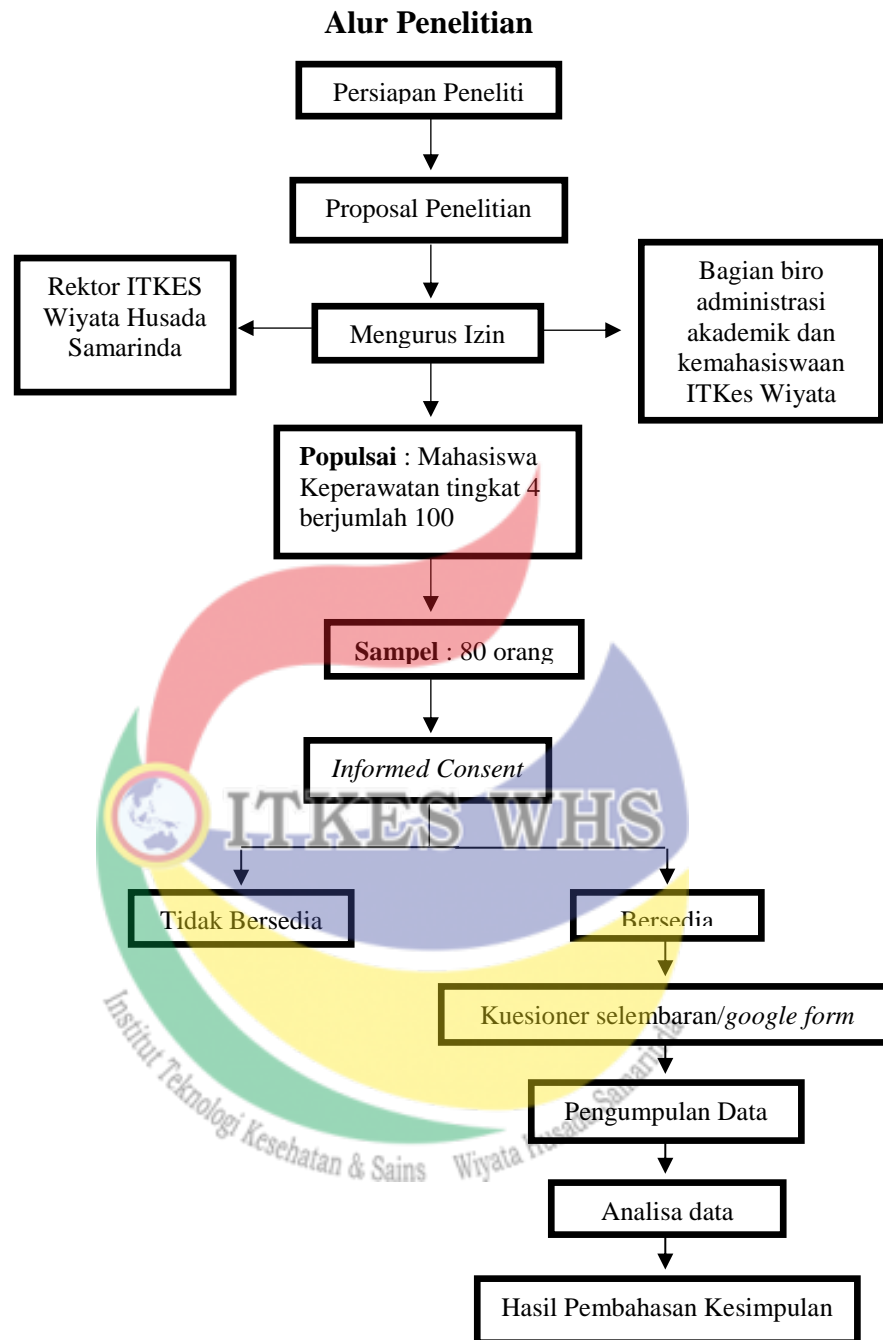 Alur Penelitian
Persiapan Peneliti
Proposal Penelitian
Rektor ITKES
Wiyata Husada
Samarinda
Mengurus Izin
Bagian biro
administrasi
akademik dan
kemahasiswaan
ITKes Wiyata
Populsai : Mahasiswa
Keperawatan tingkat 4
berjumlah 100
Sampel : 80 orang
Informed Consent
ITKES WHS
Tidak Bersedia
Bersedia
Kuesioner selembaran/google form
Pengumpulan Data
Analisa data
Hasil Pembahasan Kesimpulan
Institut Teknologi Kesehatan & Sains Wiyata Husada Samarinda